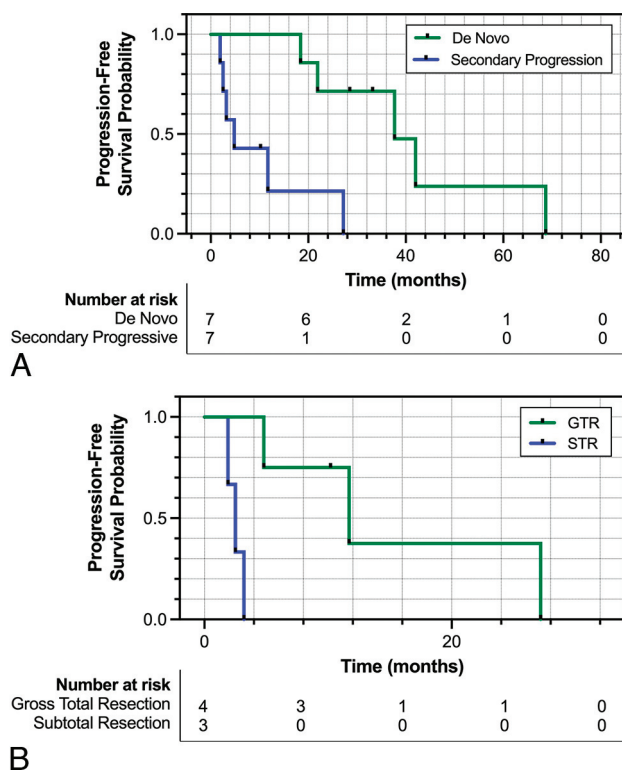 De Novo
Secondary Progression
Progression-Free
Survival Probability
1.0
0.5
0.0
0 20 40 60 80
Time (months)
Number at risk
De Novo 7 6 2 1 0
Secondary Progressive 7 1 0 0 0
A
GTR
STR
Progression-Free
Survival Probability
1.0
0.5
0.0
0 20
Time (months)
Number at risk
Gross Total Resection 4 3 1 1 0
Subtotal Resection 3 0 0 0 0
B